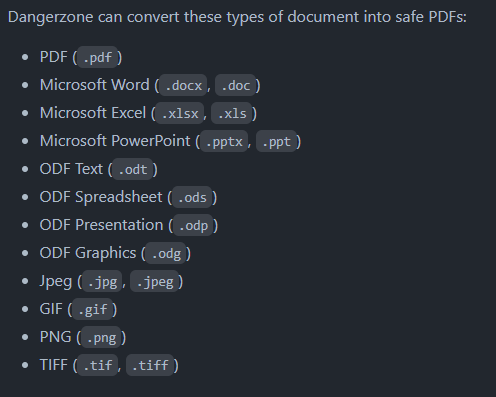 Dangerzone can convert these types of document into safe PDFs:
• PDF (.pdf)
• Microsoft Word (.docx, .doc)
• Microsoft Excel (.xlsx, .xls)
• Microsoft PowerPoint (.pptx, .ppt)
• ODF Text (.odt)
• ODF Spreadsheet (.ods)
• ODF Presentation (.odp)
• ODF Graphics (.odg)
• Jpeg (.jpg, .jpeg)
• GIF (.gif)
• PNG (.png)
• TIFF (.tif, .tiff)